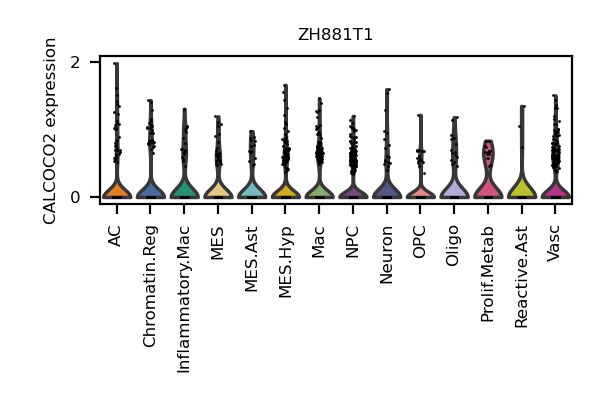 ZH881T1
CALCOCO2 expression
2
0
AC
Chromatin.Reg
Inflammatory.Mac
MES
MES.Ast
MES.Hyp
Mac
NPC
Neuron
OPC
Oligo
Prolif.Metab
Reactive.Ast
Vasc